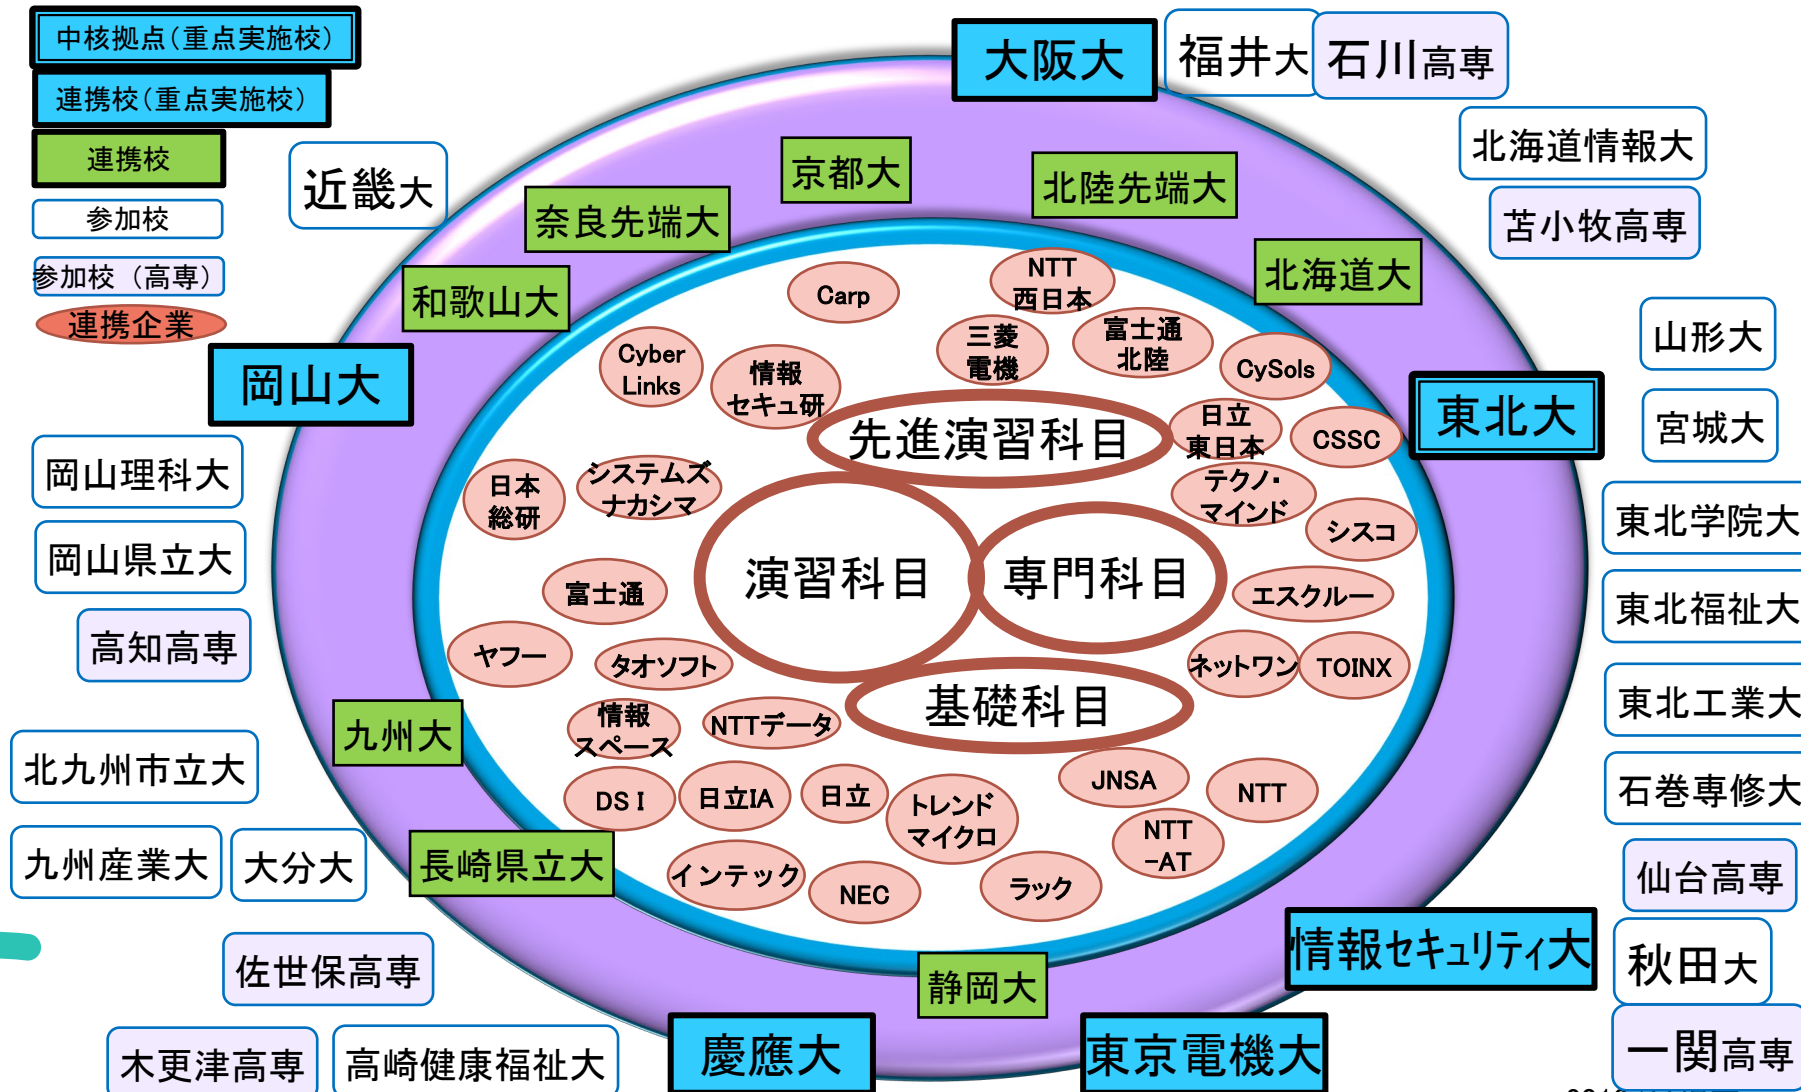 中核拠点(重点実施校)
連携校(重点実施校)
連携校
参加校
参加校（高専）
連携企業
大阪大
福井大
石川高専
北海道情報大
苫小牧高専
近畿大
京都大
北陸先端大
奈良先端大
北海道大
和歌山大
岡山大
東北大
山形大
宮城大
Carp
NTT
西日本
三菱
電機
富士通
北陸
CySols
Cyber
Links
情報
セキュ研
日立
東日本
CSSC
先進演習科目
テクノ・
マインド
日本
総研
システムズ
ナカシマ
シスコ
演習科目
専門科目
富士通
エスクルー
ヤフー
タオソフト
ネットワン
TOINX
基礎科目
情報
スペース
NTTデータ
DS I
日立IA
日立
トレンド
マイクロ
JNSA
NTT
NTT
-AT
インテック
NEC
ラック
岡山理科大
岡山県立大
高知高専
九州大
北九州市立大
九州産業大
大分大
長崎県立大
佐世保高専
木更津高専
高崎健康福祉大
慶應大
静岡大
東京電機大
情報セキュリティ大
東北学院大
東北福祉大
東北工業大
石巻専修大
仙台高専
秋田大
一関高専